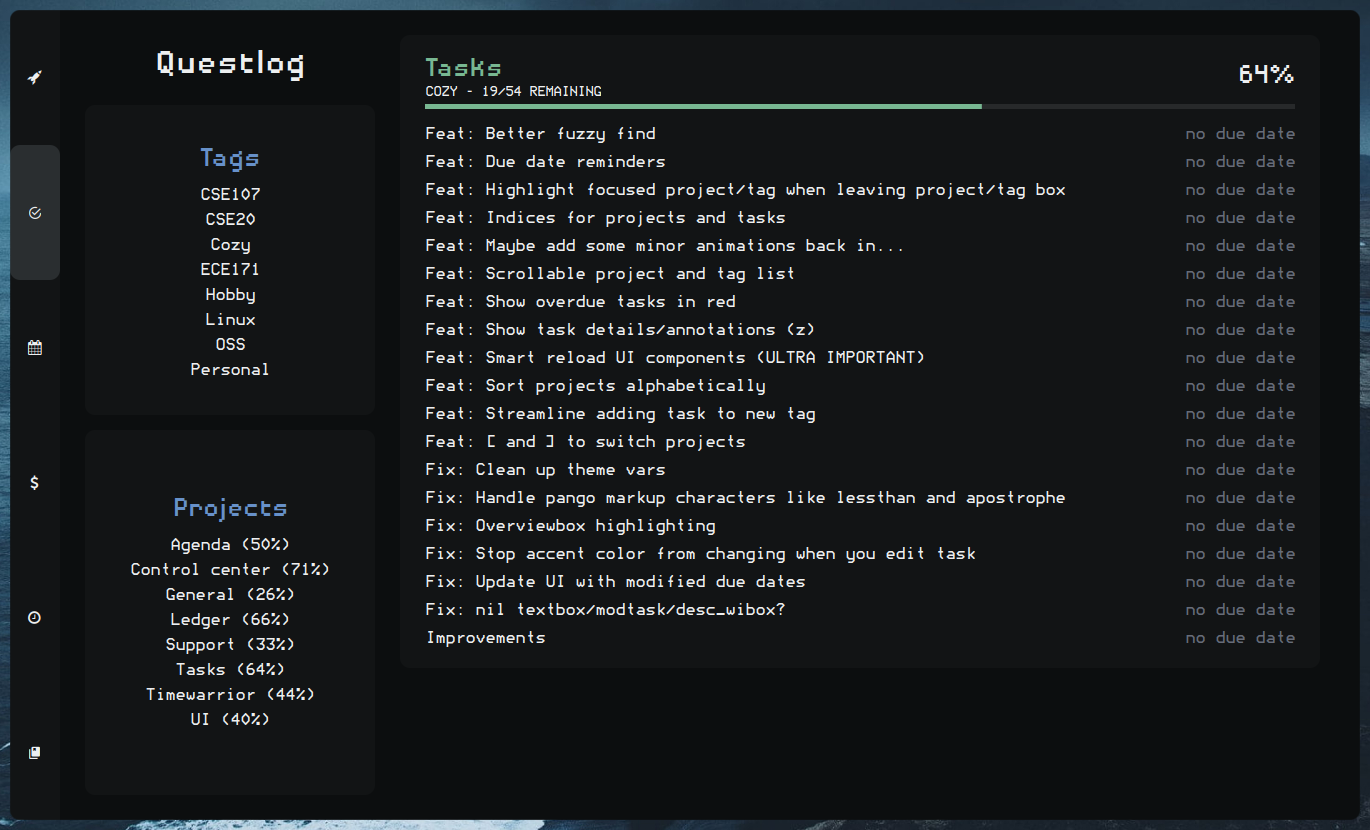 Questlog
Tags
CSE107
CSE20
Cozy
ECE171
Hobby
Linux
OSS
Personal
Projects
Agenda (50%)
Control center (71%)
General (26%)
Ledger (66%)
Support (33%)
Tasks (64%)
Timewarrior (44%)
UI (40%)
Tasks
64%
COZY - 19/54 REMAINING
Feat: Better fuzzy find no due date
Feat: Due date reminders no due date
Feat: Highlight focused project/tag when leaving project/tag box no due date
Feat: Indices for projects and tasks no due date
Feat: Maybe add some minor animations back in... no due date
Feat: Scrollable project and tag list no due date
Feat: Show overdue tasks in red no due date
Feat: Show task details/annotations (z) no due date
Feat: Smart reload UI components (ULTRA IMPORTANT) no due date
Feat: Sort projects alphabetically no due date
Feat: Streamline adding task to new tag no due date
Feat: [ and ] to switch projects no due date
Fix: Clean up theme vars no due date
Fix: Handle pango markup characters like lessthan and apostrophe no due date
Fix: Overviewbox highlighting no due date
Fix: Stop accent color from changing when you edit task no due date
Fix: Update UI with modified due dates no due date
Fix: nil textbox/modtask/desc_wibox? no due date
Improvements no due date